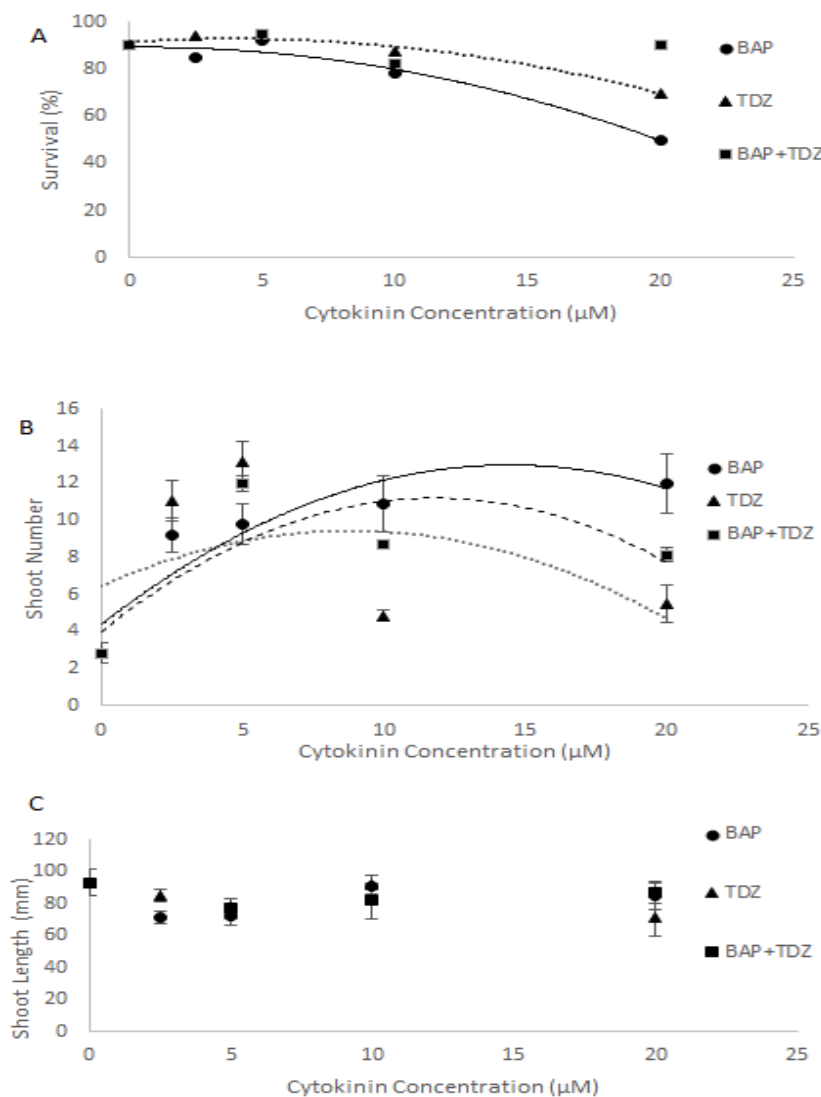 A
100
80
60
40
20
0
Survival (%)
0 5 10 15 20 25
Cytokinin Concentration (µM)
BAP
TDZ
BAP+TDZ
B
16
14
12
10
8
6
4
2
0
Shoot Number
0 5 10 15 20 25
Cytokinin Concentration (µM)
BAP
TDZ
BAP+TDZ
C
120
100
80
60
40
20
0
Shoot Length (mm)
0 5 10 15 20 25
Cytokinin Concentration (µM)
BAP
TDZ
BAP+TDZ